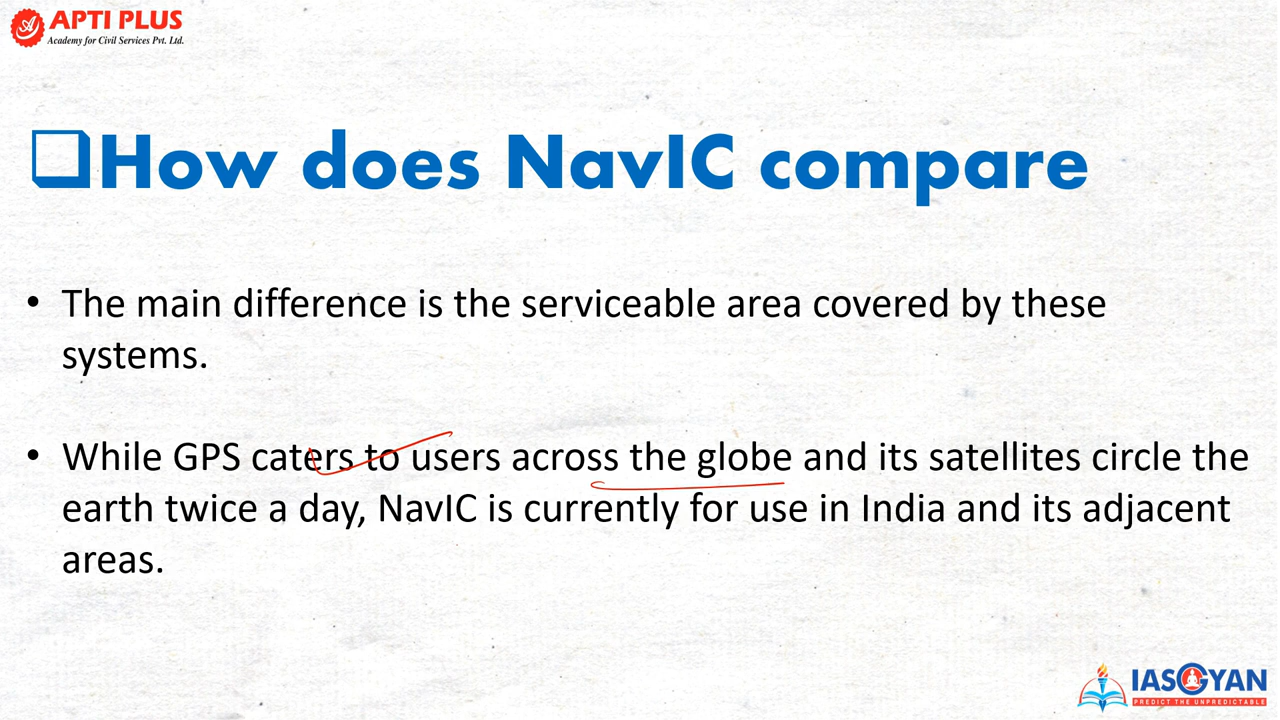 APTI PLUS
Academy for Civil Services Pvt. Ltd.
How does NavIC compare
• The main difference is the serviceable area covered by these
systems.
• While GPS caters to users across the globe and its satellites circle the
earth twice a day, NavIC is currently for use in India and its adjacent
areas.
IASGYAN
PREDICT THE UNPREDICTABLE